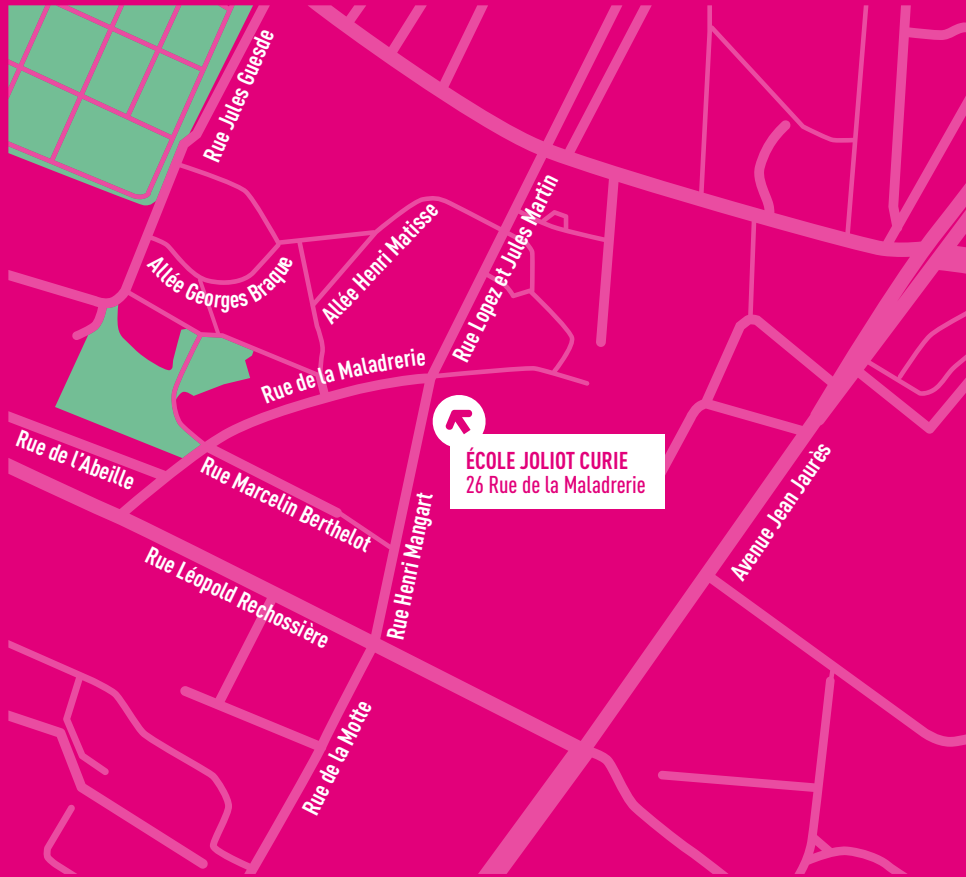 Rue Jules Guesde
Allée Georges Braque
Allée Henri Matisse
Rue Lopez et Jules Martin
Rue de la Maladrerie
ÉCOLE JOLIOT CURIE
26 Rue de la Maladrerie
Rue de l'Abeille
Rue Marcelin Berthelot
Avenue Jean Jaurès
Rue Henri Mangart
Rue Léopold Rechossière
Rue de la Motte